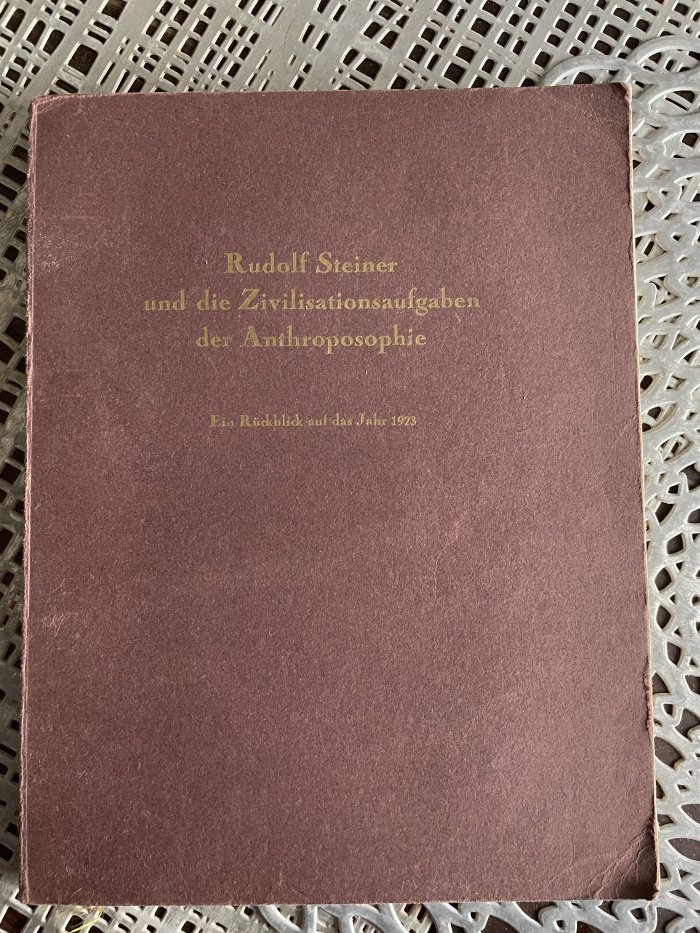 Rudolf Steiner
und die Zivilisationsaufgaben
der Anthroposophie
Ein Rückblick auf das Jahr 1923